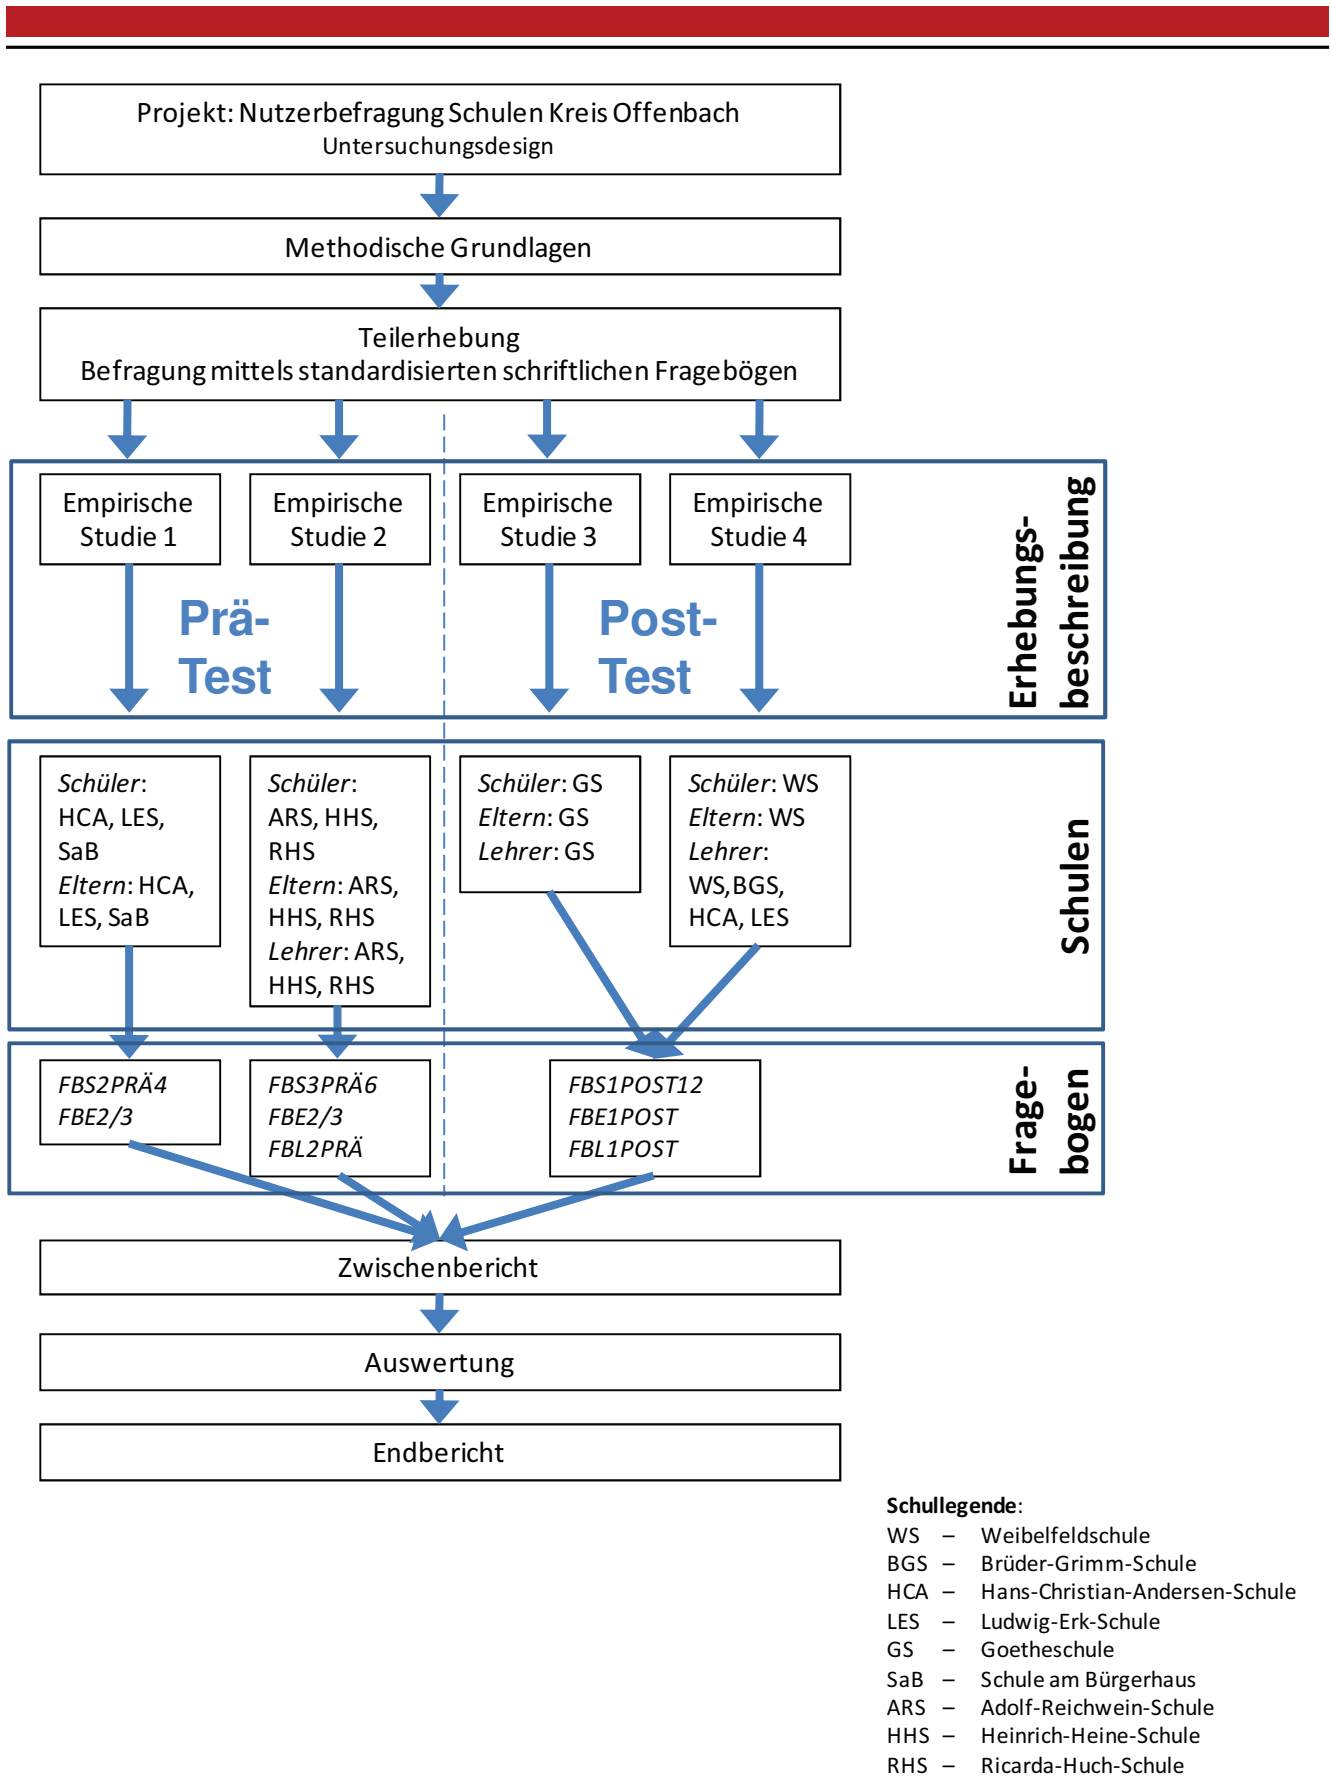 Projekt: Nutzerbefragung Schulen Kreis Offenbach
Untersuchungsdesign
Methodische Grundlagen
Teilerhebung
Befragung mittels standardisierten schriftlichen Fragebögen
Empirische
Studie 1
Empirische
Studie 2
Empirische
Studie 3
Empirische
Studie 4
Prä-
Test
Post-
Test
Erhebungs-
beschreibung
Schüler:
HCA, LES,
SaB
Eltern: HCA,
LES, SaB
Schüler:
ARS, HHS,
RHS
Eltern: ARS,
HHS, RHS
Lehrer: ARS,
HHS, RHS
Schüler: GS
Eltern: GS
Lehrer: GS
Schüler: WS
Eltern: WS
Lehrer:
WS,BGS,
HCA, LES
Schulen
FBS2PRÄ4
FBE2/3
FBS3PRÄ6
FBE2/3
FBL2PRÄ
FBS1POST12
FBE1POST
FBL1POST
Frage-
bogen
Zwischenbericht
Auswertung
Endbericht
Schullegende:
WS – Weibelfeldschule
BGS – Brüder-Grimm-Schule
HCA – Hans-Christian-Andersen-Schule
LES – Ludwig-Erk-Schule
GS – Goetheschule
SaB – Schule am Bürgerhaus
ARS – Adolf-Reichwein-Schule
HHS – Heinrich-Heine-Schule
RHS – Ricarda-Huch-Schule